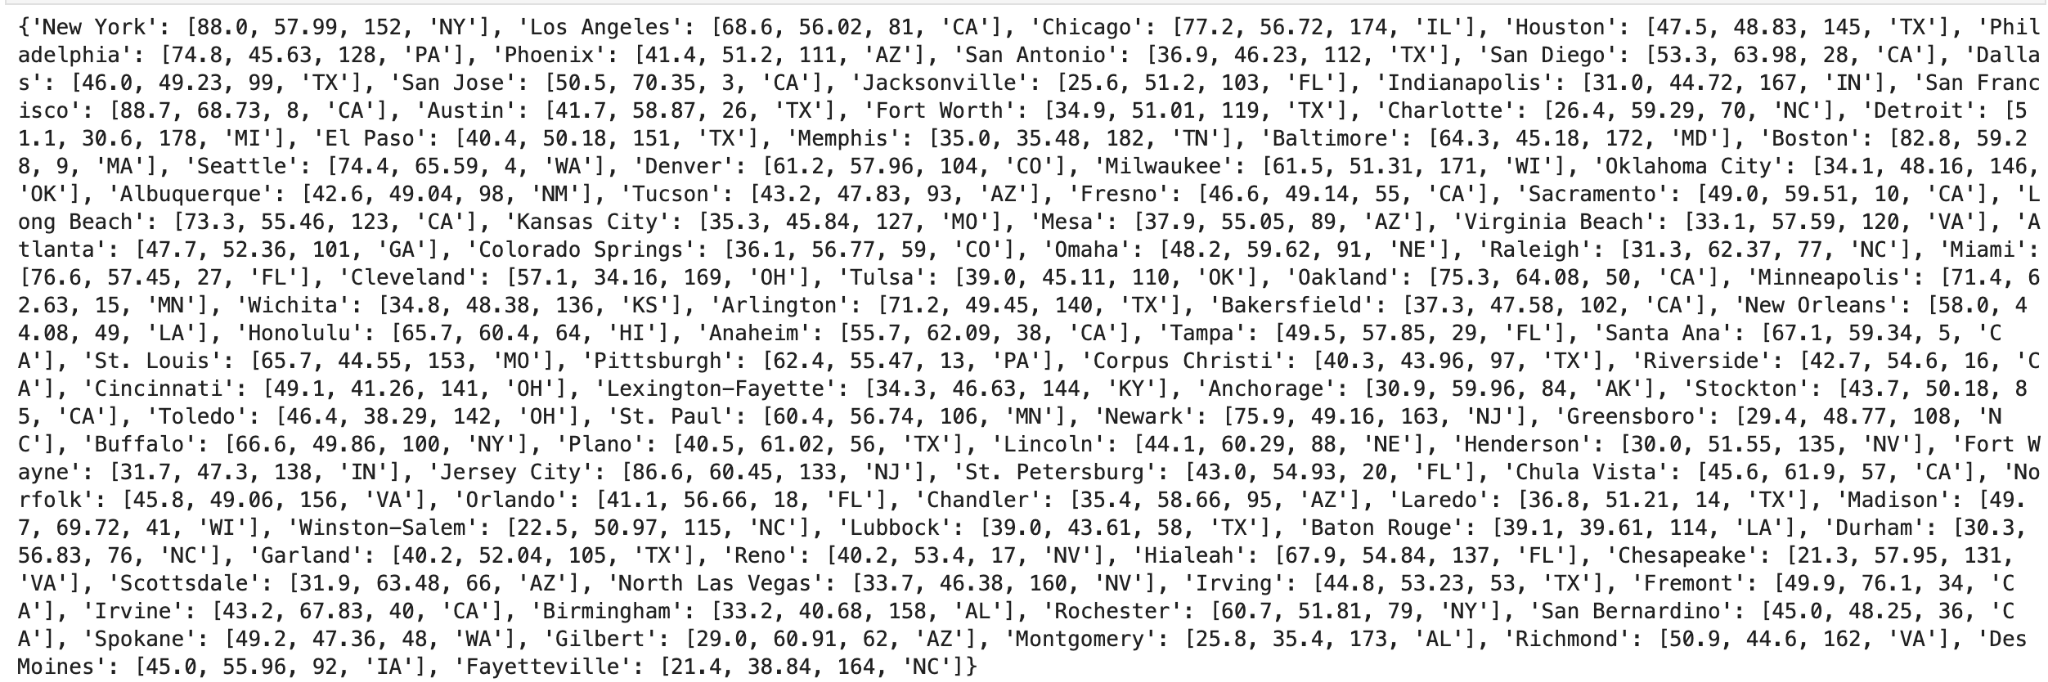 {'New York': [88.0, 57.99, 152, 'NY'], 'Los Angeles': [68.6, 56.02, 81, 'CA'], 'Chicago': [77.2, 56.72, 174, 'IL'], 'Houston': [47.5, 48.83, 145, 'TX'], 'Phil
adelphia': [74.8, 45.63, 128, 'PA'], 'Phoenix': [41.4, 51.2, 111, 'AZ'], 'San Antonio': [36.9, 46.23, 112, 'TX'], 'San Diego': [53.3, 63.98, 28, 'CA'], 'Dalla
s': [46.0, 49.23, 99, 'TX'], 'San Jose': [50.5, 70.35, 3, 'CA'], 'Jacksonville': [25.6, 51.2, 103, 'FL'], 'Indianapolis': [31.0, 44.72, 167, 'IN'], 'San Franc
isco': [88.7, 68.73, 8, 'CA'], 'Austin': [41.7, 58.87, 26, 'TX'], 'Fort Worth': [34.9, 51.01, 119, 'TX'], 'Charlotte': [26.4, 59.29, 70, 'NC'], 'Detroit': [5
1.1, 30.6, 178, 'MI'], 'El Paso': [40.4, 50.18, 151, 'TX'], 'Memphis': [35.0, 35.48, 182, 'TN'], 'Baltimore': [64.3, 45.18, 172, 'MD'], 'Boston': [82.8, 59.2
8, 9, 'MA'], 'Seattle': [74.4, 65.59, 4, 'WA'], 'Denver': [61.2, 57.96, 104, 'CO'], 'Milwaukee': [61.5, 51.31, 171, 'WI'], 'Oklahoma City': [34.1, 48.16, 146,
'OK'], 'Albuquerque': [42.6, 49.04, 98, 'NM'], 'Tucson': [43.2, 47.83, 93, 'AZ'], 'Fresno': [46.6, 49.14, 55, 'CA'], 'Sacramento': [49.0, 59.51, 10, 'CA'], 'L
ong Beach': [73.3, 55.46, 123, 'CA'], 'Kansas City': [35.3, 45.84, 127, 'MO'], 'Mesa': [37.9, 55.05, 89, 'AZ'], 'Virginia Beach': [33.1, 57.59, 120, 'VA'], 'A
tlanta': [47.7, 52.36, 101, 'GA'], 'Colorado Springs': [36.1, 56.77, 59, 'CO'], 'Omaha': [48.2, 59.62, 91, 'NE'], 'Raleigh': [31.3, 62.37, 77, 'NC'], 'Miami':
[76.6, 57.45, 27, 'FL'], 'Cleveland': [57.1, 34.16, 169, 'OH'], 'Tulsa': [39.0, 45.11, 110, 'OK'], 'Oakland': [75.3, 64.08, 50, 'CA'], 'Minneapolis': [71.4, 6
2.63, 15, 'MN'], 'Wichita': [34.8, 48.38, 136, 'KS'], 'Arlington': [71.2, 49.45, 140, 'TX'], 'Bakersfield': [37.3, 47.58, 102, 'CA'], 'New Orleans': [58.0, 4
4.08, 49, 'LA'], 'Honolulu': [65.7, 60.4, 64, 'HI'], 'Anaheim': [55.7, 62.09, 38, 'CA'], 'Tampa': [49.5, 57.85, 29, 'FL'], 'Santa Ana': [67.1, 59.34, 5, 'C
A'], 'St. Louis': [65.7, 44.55, 153, 'MO'], 'Pittsburgh': [62.4, 55.47, 13, 'PA'], 'Corpus Christi': [40.3, 43.96, 97, 'TX'], 'Riverside': [42.7, 54.6, 16, 'C
A'], 'Cincinnati': [49.1, 41.26, 141, 'OH'], 'Lexington-Fayette': [34.3, 46.63, 144, 'KY'], 'Anchorage': [30.9, 59.96, 84, 'AK'], 'Stockton': [43.7, 50.18, 8
5, 'CA'], 'Toledo': [46.4, 38.29, 142, 'OH'], 'St. Paul': [60.4, 56.74, 106, 'MN'], 'Newark': [75.9, 49.16, 163, 'NJ'], 'Greensboro': [29.4, 48.77, 108, 'N
C'], 'Buffalo': [66.6, 49.86, 100, 'NY'], 'Plano': [40.5, 61.02, 56, 'TX'], 'Lincoln': [44.1, 60.29, 88, 'NE'], 'Henderson': [30.0, 51.55, 135, 'NV'], 'Fort W
ayne': [31.7, 47.3, 138, 'IN'], 'Jersey City': [86.6, 60.45, 133, 'NJ'], 'St. Petersburg': [43.0, 54.93, 20, 'FL'], 'Chula Vista': [45.6, 61.9, 57, 'CA'], 'No
rfolk': [45.8, 49.06, 156, 'VA'], 'Orlando': [41.1, 56.66, 18, 'FL'], 'Chandler': [35.4, 58.66, 95, 'AZ'], 'Laredo': [36.8, 51.21, 14, 'TX'], 'Madison': [49.
7, 69.72, 41, 'WI'], 'Winston-Salem': [22.5, 50.97, 115, 'NC'], 'Lubbock': [39.0, 43.61, 58, 'TX'], 'Baton Rouge': [39.1, 39.61, 114, 'LA'], 'Durham': [30.3,
56.83, 76, 'NC'], 'Garland': [40.2, 52.04, 105, 'TX'], 'Reno': [40.2, 53.4, 17, 'NV'], 'Hialeah': [67.9, 54.84, 137, 'FL'], 'Chesapeake': [21.3, 57.95, 131,
'VA'], 'Scottsdale': [31.9, 63.48, 66, 'AZ'], 'North Las Vegas': [33.7, 46.38, 160, 'NV'], 'Irving': [44.8, 53.23, 53, 'TX'], 'Fremont': [49.9, 76.1, 34, 'C
A'], 'Irvine': [43.2, 67.83, 40, 'CA'], 'Birmingham': [33.2, 40.68, 158, 'AL'], 'Rochester': [60.7, 51.81, 79, 'NY'], 'San Bernardino': [45.0, 48.25, 36, 'C
A'], 'Spokane': [49.2, 47.36, 48, 'WA'], 'Gilbert': [29.0, 60.91, 62, 'AZ'], 'Montgomery': [25.8, 35.4, 173, 'AL'], 'Richmond': [50.9, 44.6, 162, 'VA'], 'Des
Moines': [45.0, 55.96, 92, 'IA'], 'Fayetteville': [21.4, 38.84, 164, 'NC']}